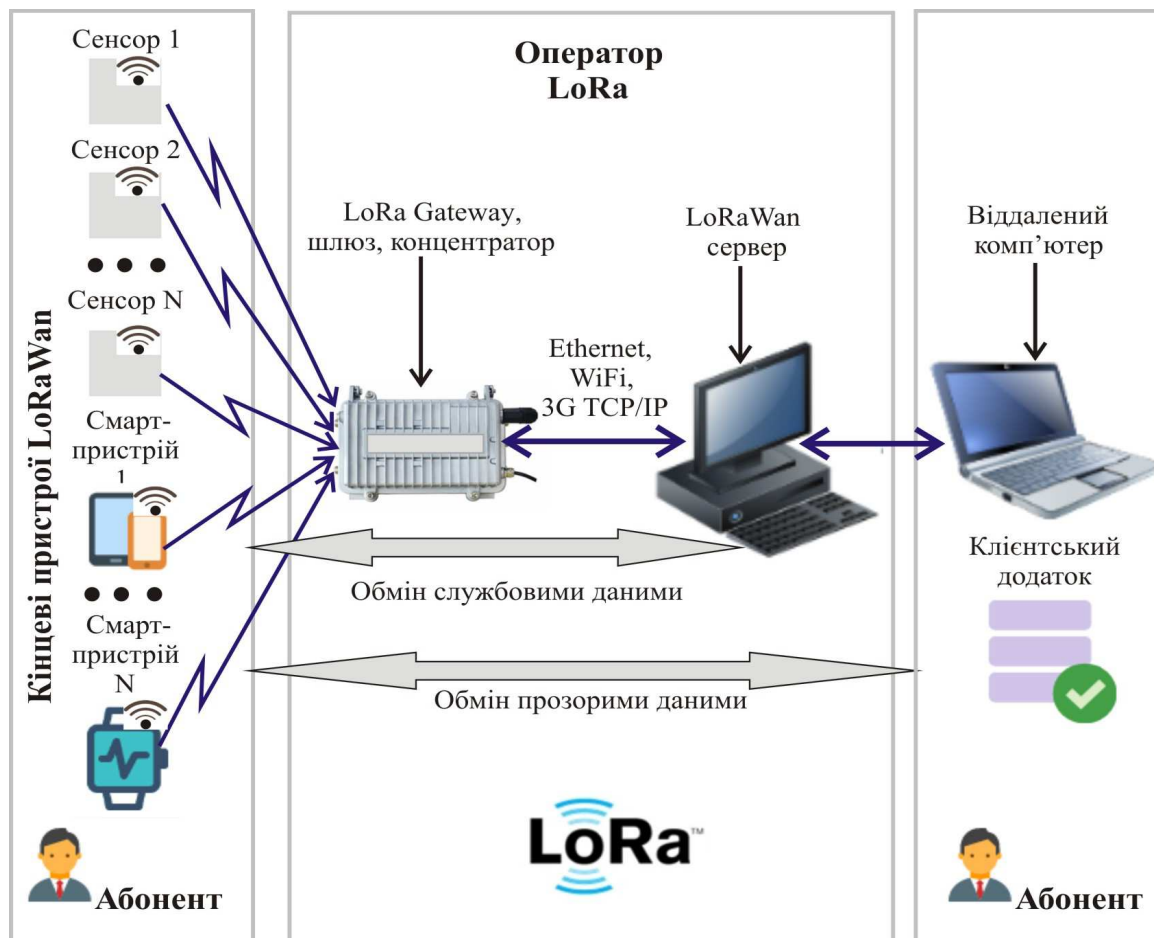 Сенсор 1
Сенсор 2
Сенсор N
Смарт-
пристрій
1
Смарт-
пристрій
N
Кінцеві пристрої LoRaWan
Абонент
Оператор
LoRa
LoRa Gateway,
шлюз, концентратор
LoRaWan
сервер
Ethernet,
WiFi,
3G TCP/IP
Обмін службовими даними
Обмін прозорими даними
LoRa™
Віддалений
комп’ютер
Клієнтський
додаток
Абонент